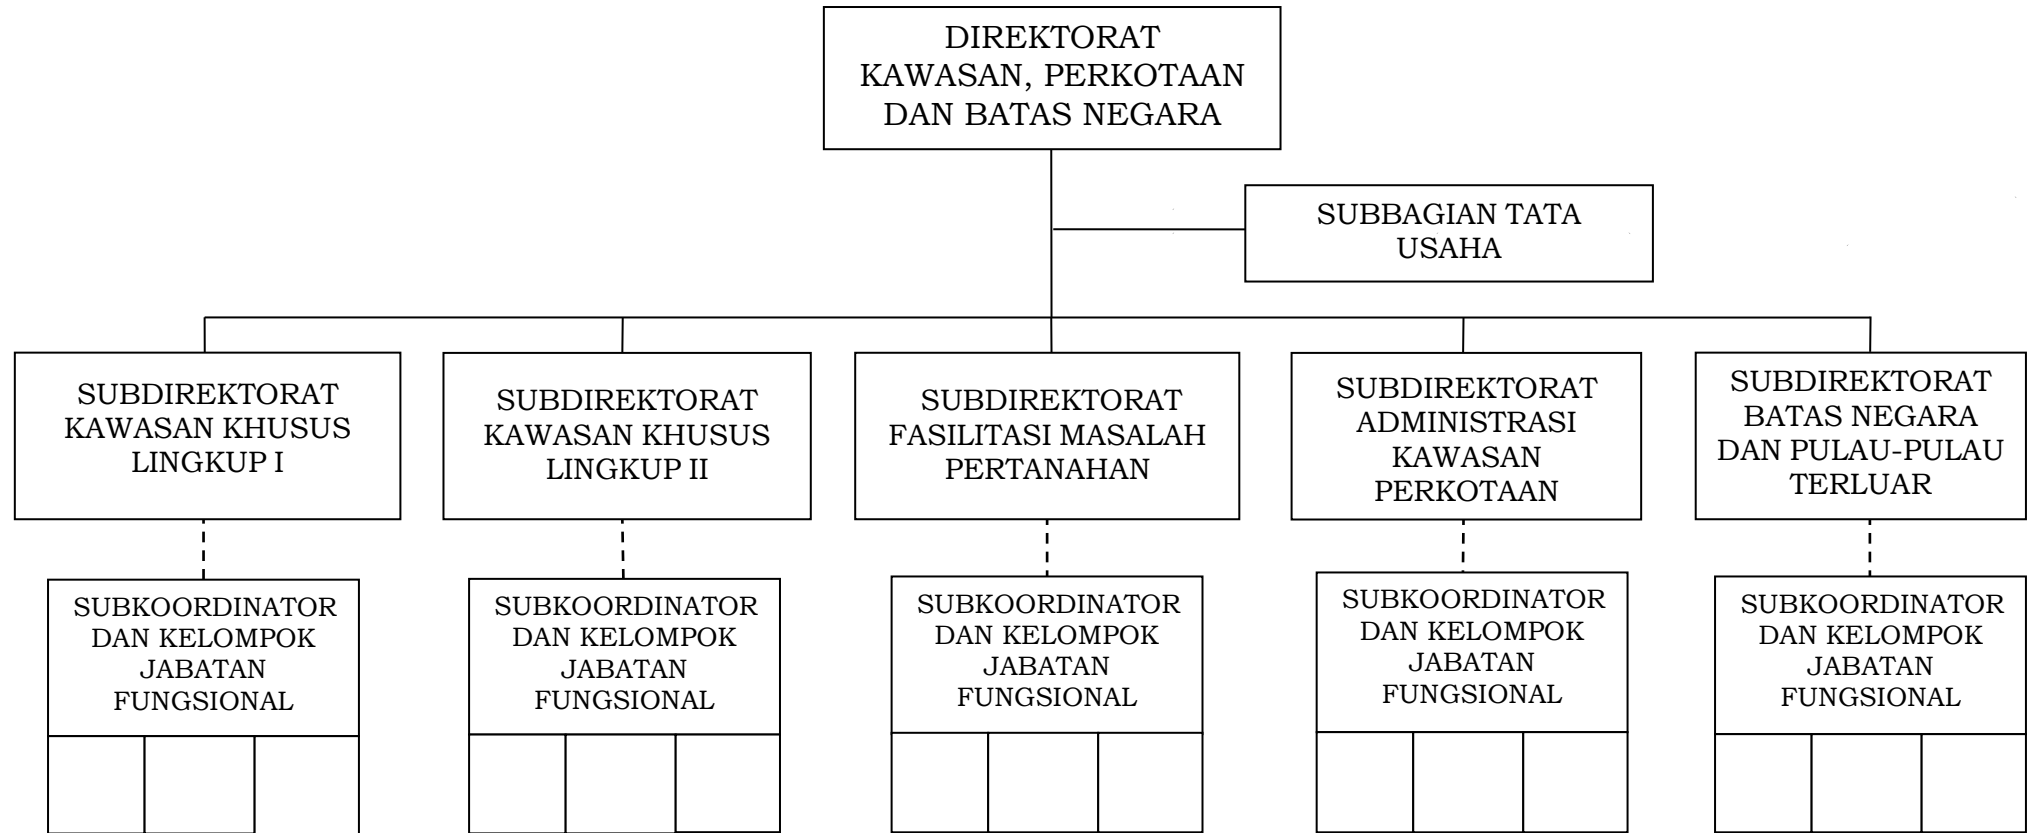 DIREKTORAT
KAWASAN, PERKOTAAN
DAN BATAS NEGARA
SUBBAGIAN TATA
USAHA
SUBDIREKTORAT
KAWASAN KHUSUS
LINGKUP I
SUBDIREKTORAT
KAWASAN KHUSUS
LINGKUP II
SUBDIREKTORAT
FASILITASI MASALAH
PERTANAHAN
SUBDIREKTORAT
ADMINISTRASI
KAWASAN
PERKOTAAN
SUBDIREKTORAT
BATAS NEGARA
DAN PULAU-PULAU
TERLUAR
SUBKOORDINATOR
DAN KELOMPOK
JABATAN
FUNGSIONAL
SUBKOORDINATOR
DAN KELOMPOK
JABATAN
FUNGSIONAL
SUBKOORDINATOR
DAN KELOMPOK
JABATAN
FUNGSIONAL
SUBKOORDINATOR
DAN KELOMPOK
JABATAN
FUNGSIONAL
SUBKOORDINATOR
DAN KELOMPOK
JABATAN
FUNGSIONAL